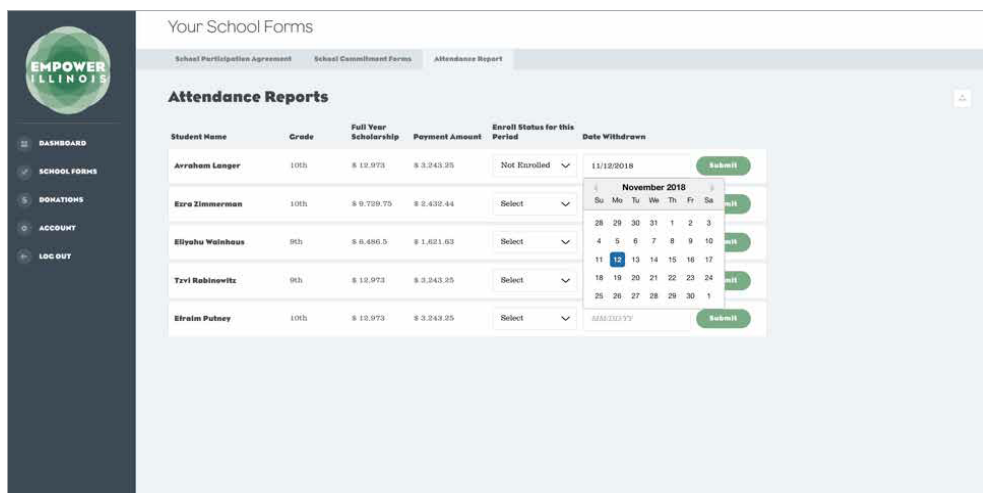 Your School Forms
EMPOWER
ILLINOIS
School Participation Agreement School Commitment Forms Attendance Report
Attendance Reports
Student Name Grade Full Year Scholarship Payment Amount Enroll Status for this Period Date Withdrawn
DASHBOARD
SCHOOL FORMS
DONATIONS
ACCOUNT
LOG OUT
Avraham Langer 10th $ 12,973 $ 3,243.25 Not Enrolled 11/12/2018 Submit
Ezra Zimmerman 10th $ 9,729.75 $ 2,432.44 Select mit
Eliyahu Wainhaus 9th $ 6,486.5 $ 1,621.63 Select mit
Tzvi Rabinowitz 9th $ 12,973 $ 3,243.25 Select mit
Efraim Putney 10th $ 12,973 $ 3,243.25 Select MM/DD/YY Submit
November 2018
Su Mo Tu We Th Fr Sa
28 29 30 31 1 2 3
4 5 6 7 8 9 10
11 12 13 14 15 16 17
18 19 20 21 22 23 24
25 26 27 28 29 30 1